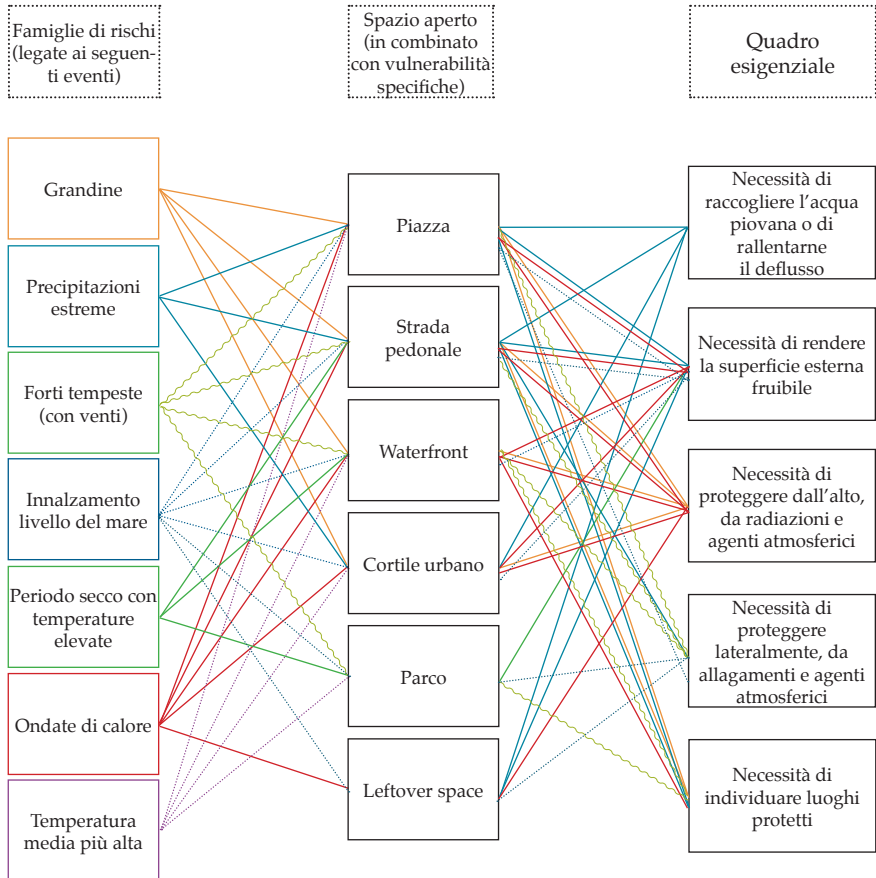 Famiglie di rischi
(legate ai seguen-
ti eventi)
Spazio aperto
(in combinato
con vulnerabilità
specifiche)
Quadro
esigenziale
Grandine
Precipitazioni
estreme
Forti tempeste
(con venti)
Innalzamento
livello del mare
Periodo secco con
temperature
elevate
Ondate di calore
Temperatura
media più alta
Piazza
Strada
pedonale
Waterfront
Cortile urbano
Parco
Leftover space
Necessità di
raccogliere l’acqua
piovana o di
rallentarne
il deflusso
Necessità di rendere
la superficie esterna
fruibile
Necessità di
proteggere dall’alto,
da radiazioni e
agenti atmosferici
Necessità di
proteggere
lateralmente, da
allagamenti e agenti
atmosferici
Necessità di
individuare luoghi
protetti